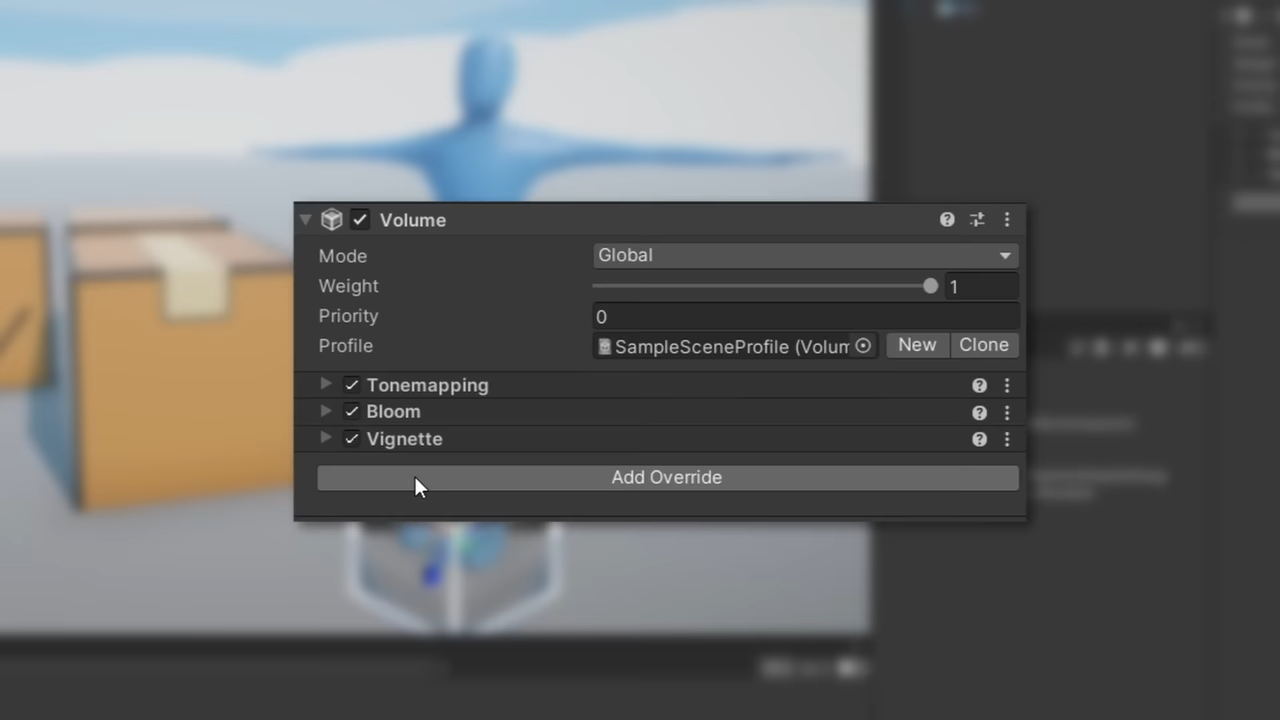 Volume
Mode Global
Weight 1
Priority 0
Profile SampleSceneProfile (Volum New Clone
Tonemapping
Bloom
Vignette
Add Override